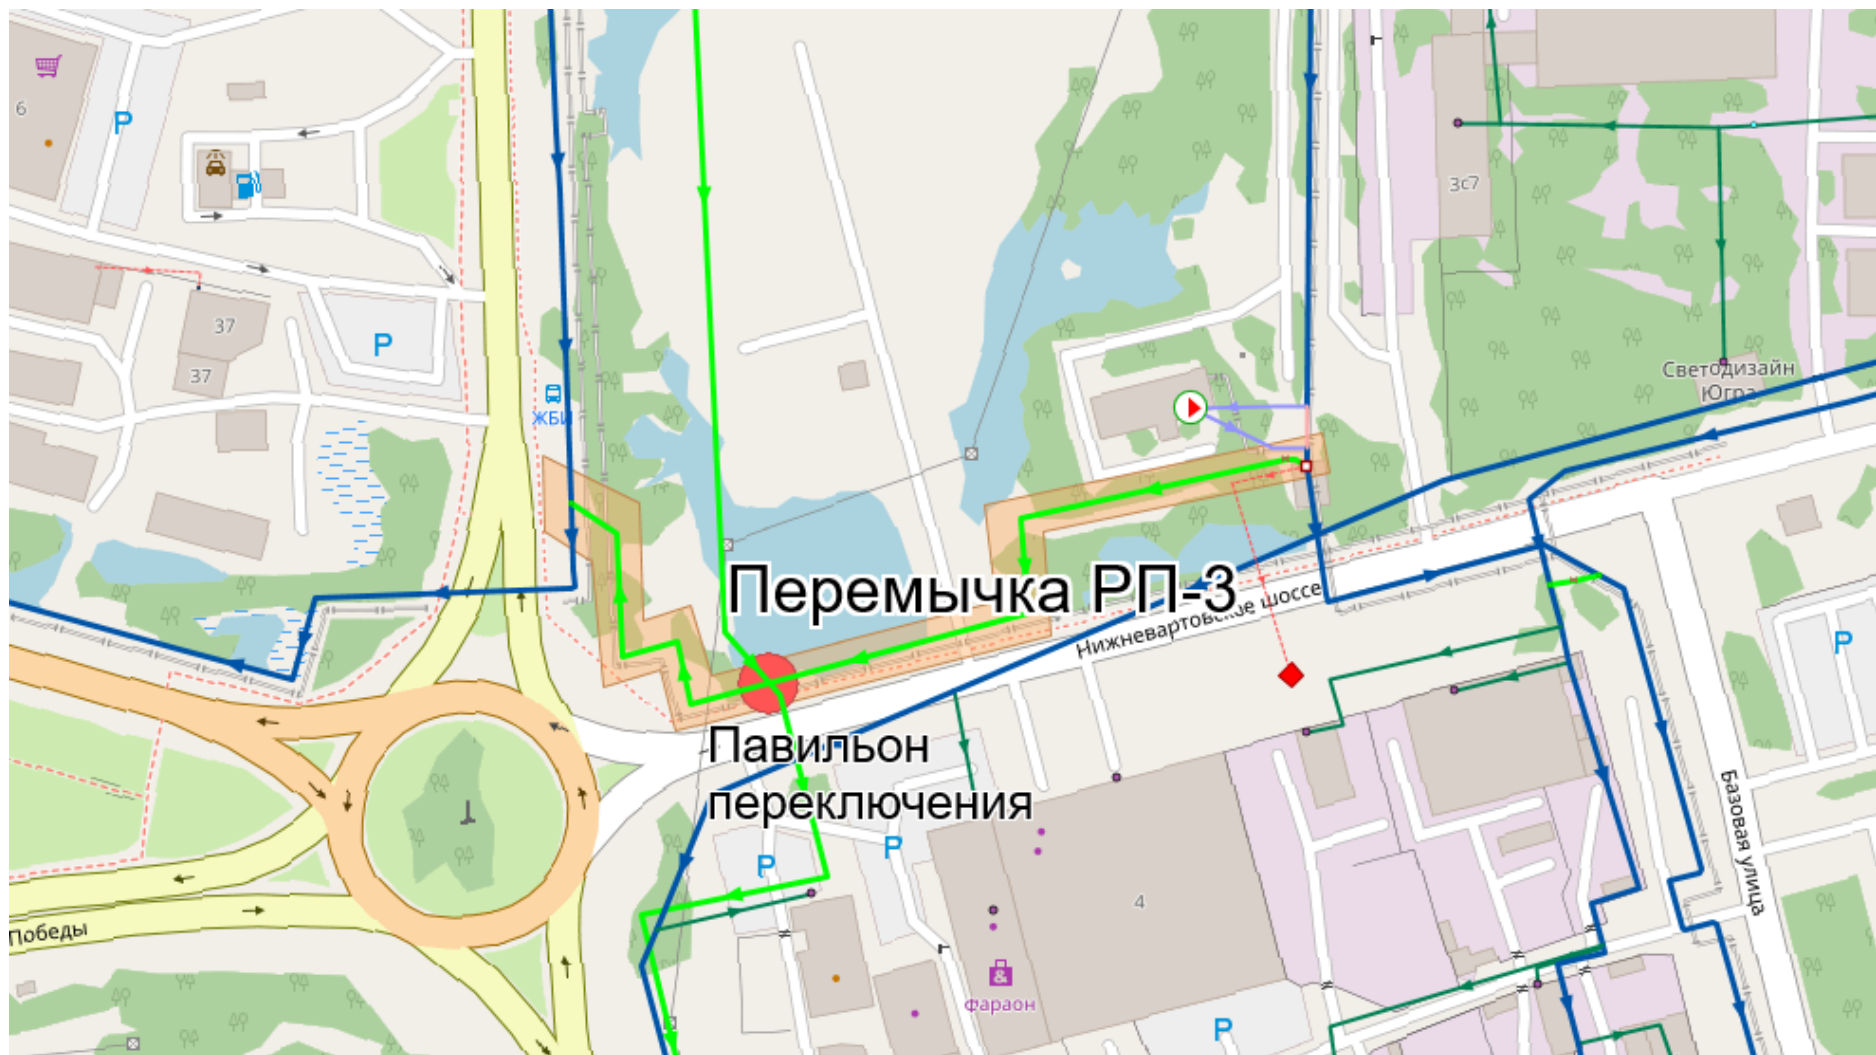 6
P
3с7
37
P
37
Светодизайн
Югра
ЖБИ
Перемычка РП-3
Нижневартовское шоссе
P
Павильон
переключения
Базовая улица
P
P
4
Победы
&
фараон
P